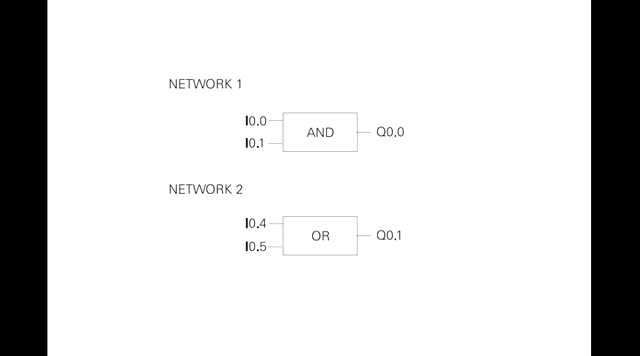 NETWORK 1
I0.0
AND
Q0.0
I0.1
NETWORK 2
I0.4
OR
Q0.1
I0.5